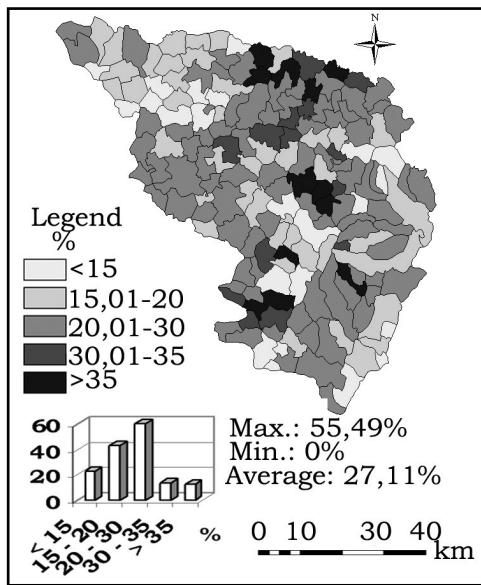 N
Legend
%
<15
15,01-20
20,01-30
30,01-35
>35
60
40
20
0
< 15
15 - 20
20 - 30
30 - 35
> 35
%
Max.: 55,49%
Min.: 0%
Average: 27,11%
0 10 20 30 40
km